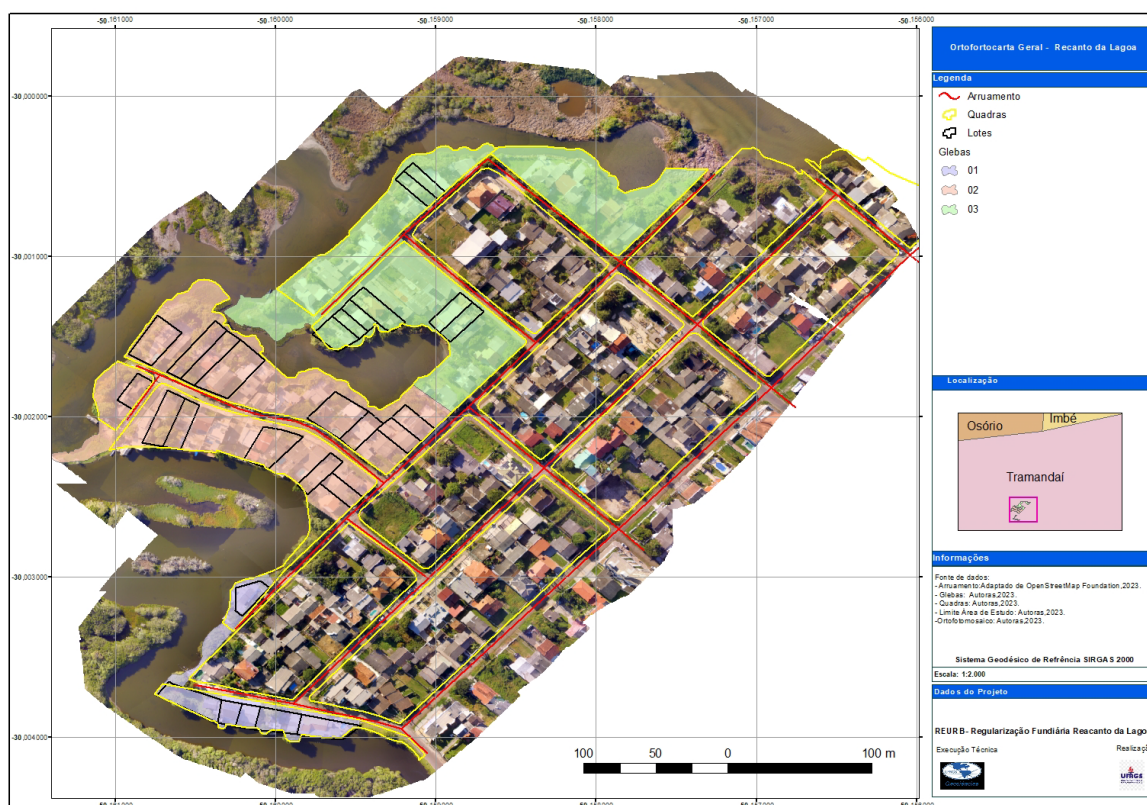 -50,161000 -50,160000 -50,159000 -50,158000 -50,157000 -50,156000
-30,000000
-30,001000
-30,002000
-30,003000
-30,004000
100 50 0 100 m
Ortofortocarta Geral - Recanto da Lagoa
Legenda
Arruamento
Quadras
Lotes
Glebas
01
02
03
Localização
Osório
Imbé
Tramandaí
Informações
Fonte de dados:
- Arruamento:Adaptado de OpenStreetMap Foundation,2023.
- Glebas: Autoras,2023.
- Quadras: Autoras,2023.
- Limite Área de Estudo: Autoras,2023.
-Ortofotomosaico: Autoras,2023.
Sistema Geodésico de Refrência SIRGAS 2000
Escala: 1:2.000
Dados do Projeto
REURB- Regularização Fundiária Reacanto da Lago
Execução Técnica
Realizaçã
UFRGS